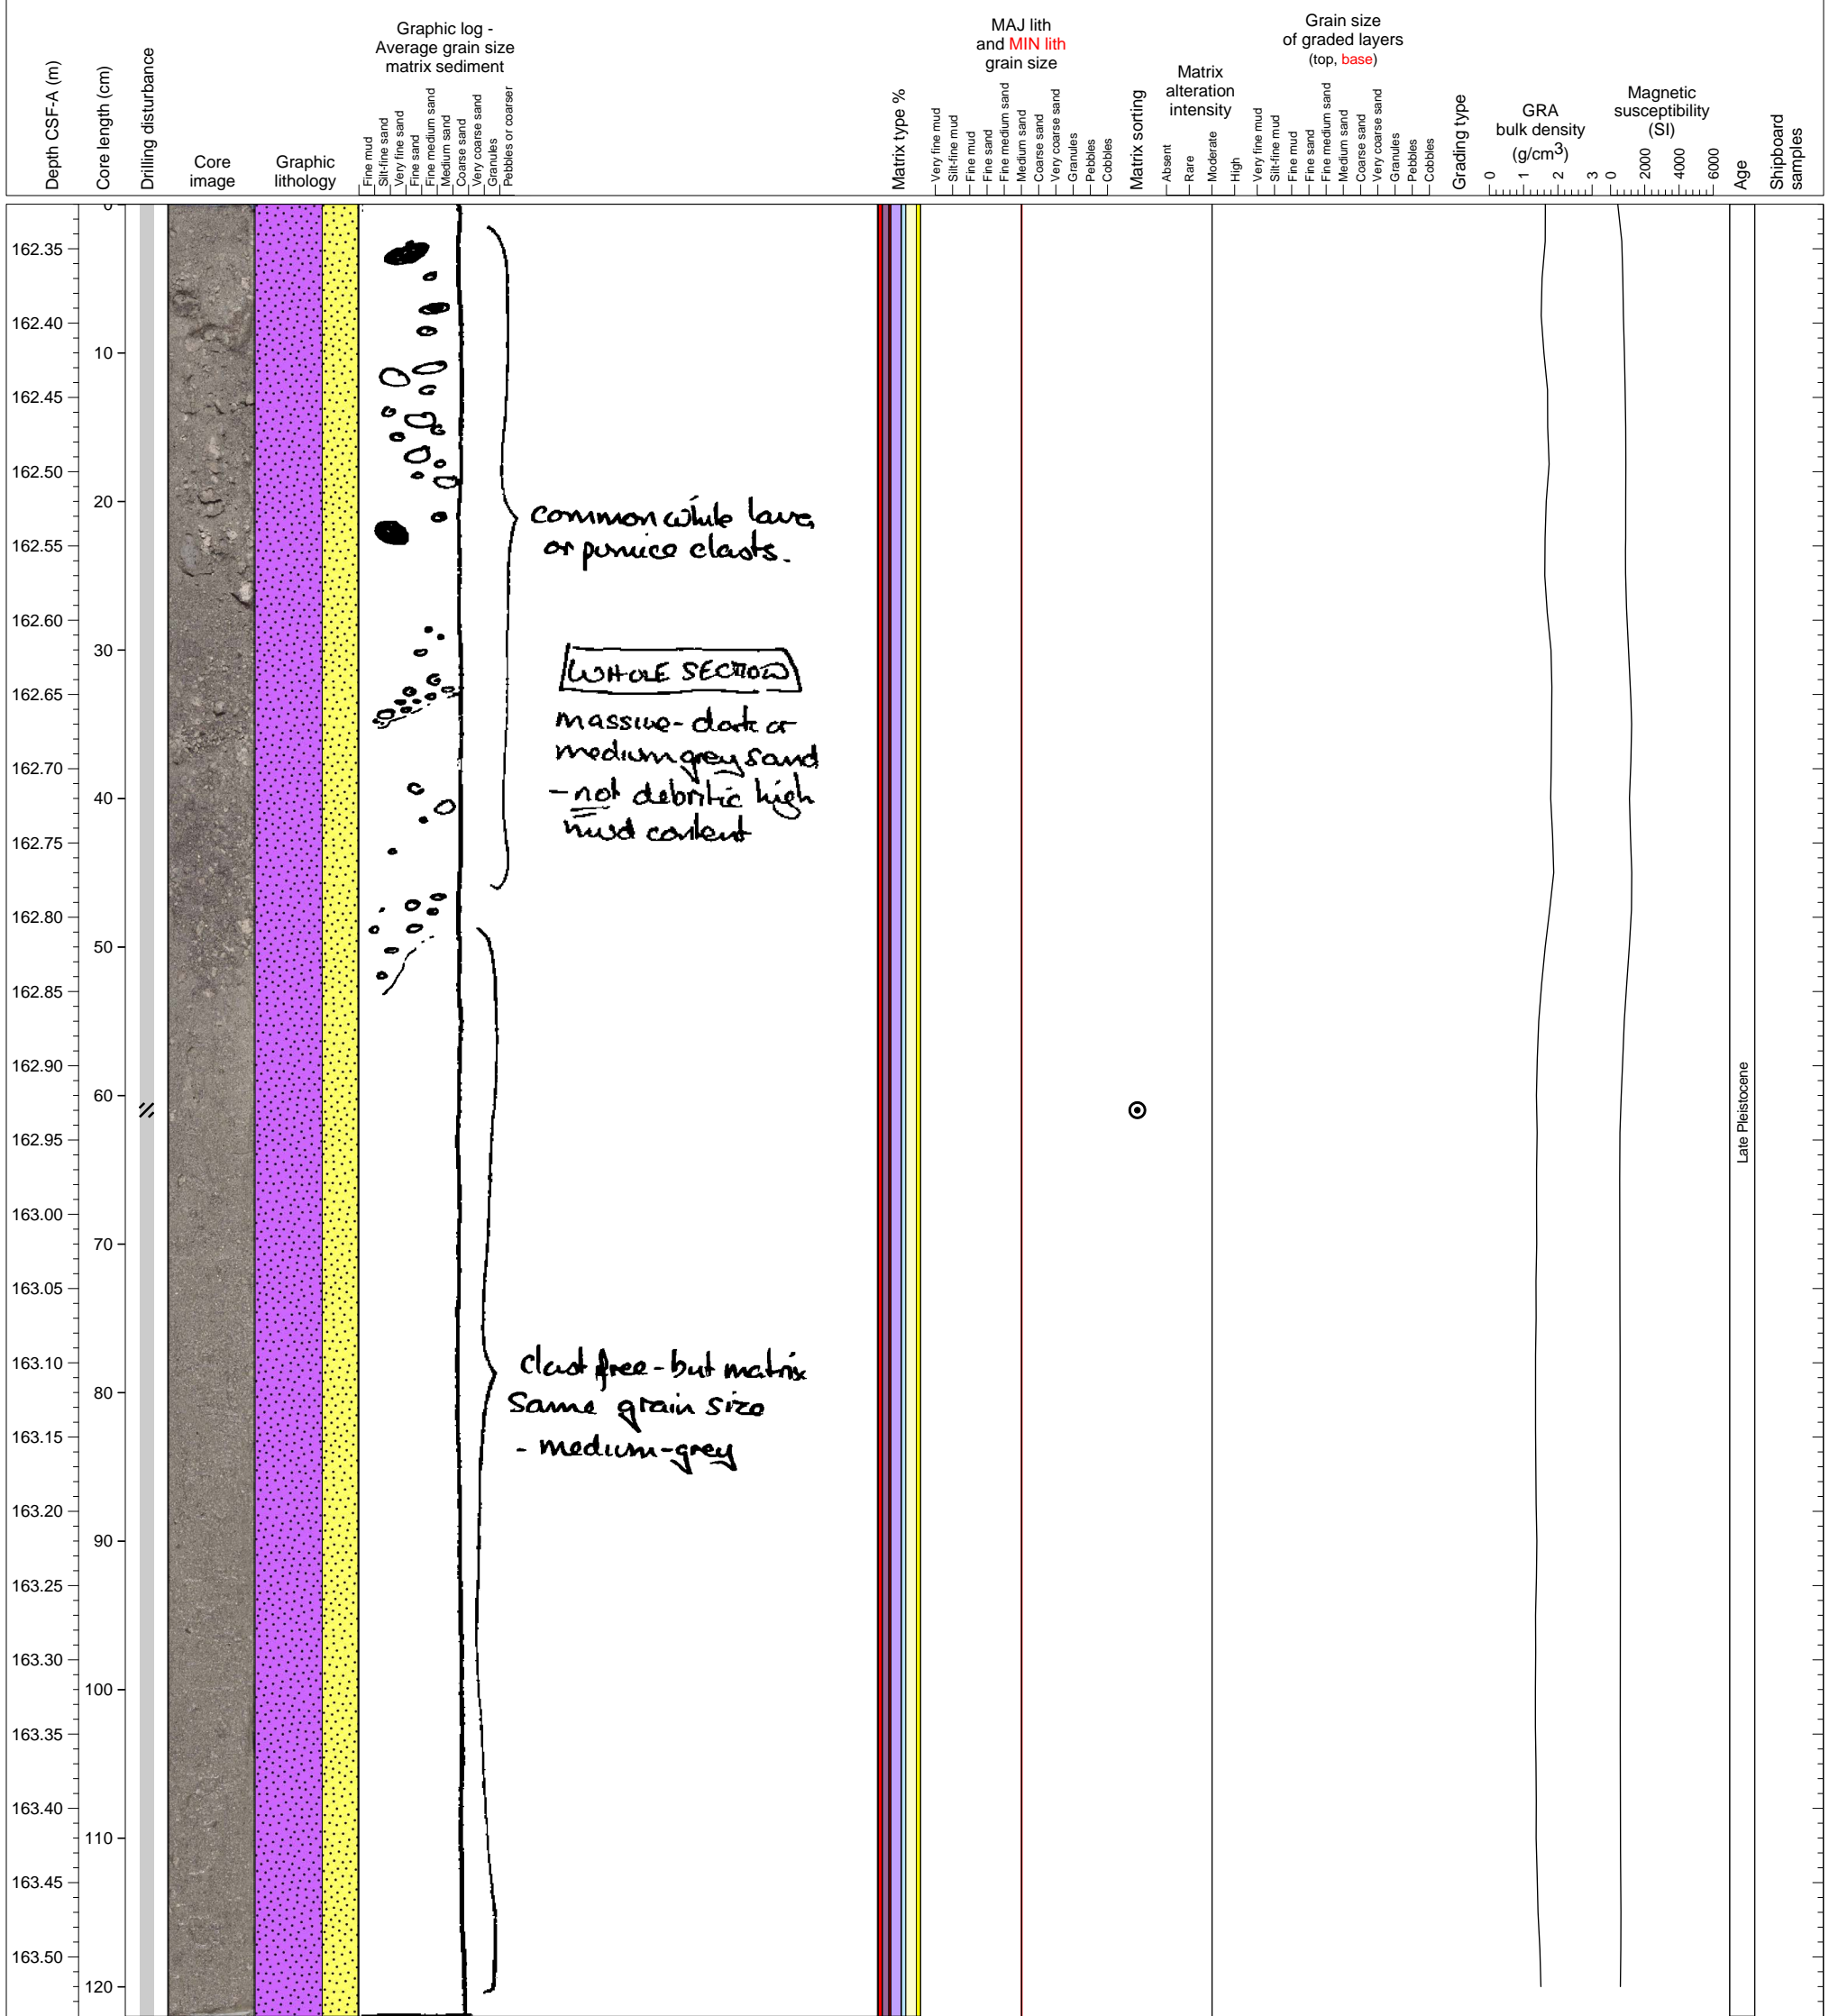 Depth CSF-A (m)
Core length (cm)
Drilling disturbance
Core
image
Graphic
lithology
Graphic log -
Average grain size
matrix sediment
Fine mud
Silt-fine sand
Very fine sand
Fine sand
Fine medium sand
Medium sand
Coarse sand
Very coarse sand
Granules
Pebbles or coarser
Matrix type %
MAJ lith
and MIN lith
grain size
Very fine mud
Silt-fine mud
Fine mud
Fine sand
Fine medium sand
Medium sand
Coarse sand
Very coarse sand
Granules
Pebbles
Cobbles
Matrix sorting
Matrix
alteration
intensity
Absent
Rare
Moderate
High
Grain size
of graded layers
(top, base)
Very fine mud
Silt-fine mud
Fine mud
Fine sand
Fine medium sand
Medium sand
Coarse sand
Very coarse sand
Granules
Pebbles
Cobbles
Grading type
GRA
bulk density
(g/cm3)
0 1 2 3
Magnetic
susceptibility
(SI)
0 2000 4000 6000
Age
Shipboard
samples
162.35
162.40
162.45
162.50
162.55
162.60
162.65
162.70
162.75
162.80
162.85
162.90
162.95
163.00
163.05
163.10
163.15
163.20
163.25
163.30
163.35
163.40
163.45
163.50
0
10
20
30
40
50
60
70
80
90
100
110
120
common white lava
or pumice clasts.
WHOLE SECTION
massive - dark or
medium grey sand
- not debritic high
mud content
clast free - but matrix
same grain size
- medium-grey
Late Pleistocene